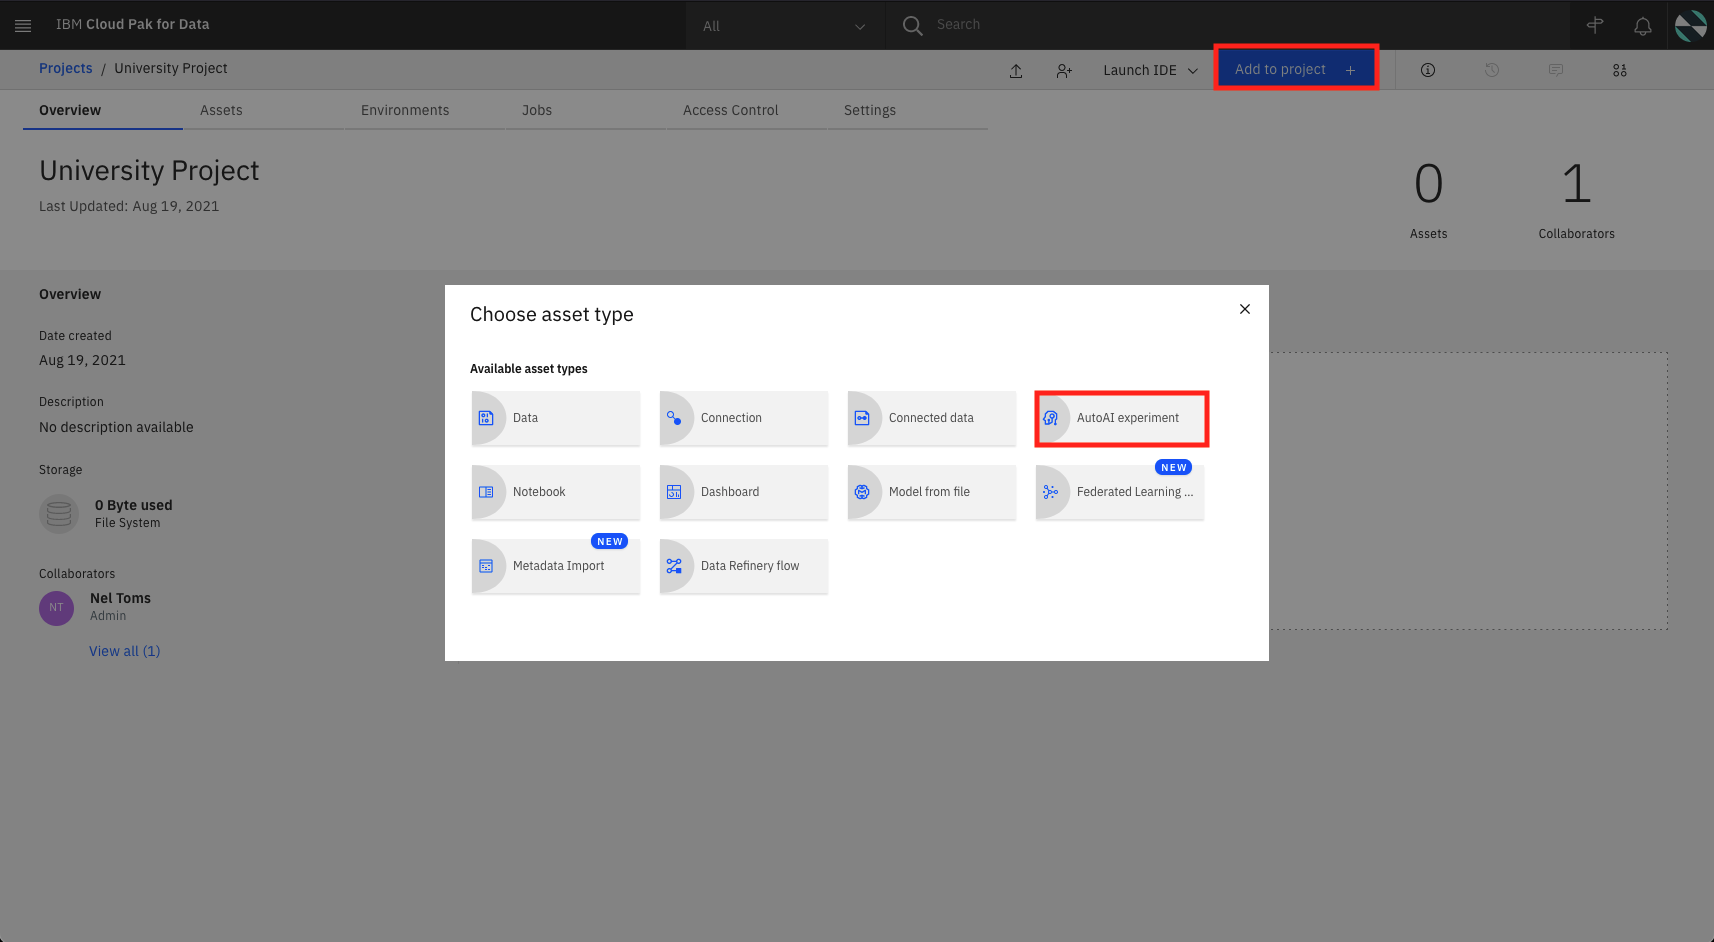 IBM Cloud Pak for Data
All
Search
Projects / University Project
Launch IDE
Add to project +
Overview
Assets
Environments
Jobs
Access Control
Settings
University Project
Last Updated: Aug 19, 2021
0
Assets
1
Collaborators
Overview
Date created
Aug 19, 2021
Description
No description available
Storage
0 Byte used
File System
Collaborators
NT
Nel Toms
Admin
View all (1)
Choose asset type
Available asset types
Data
Connection
Connected data
AutoAI experiment
Notebook
Dashboard
Model from file
NEW
Federated Learning ...
NEW
Metadata Import
Data Refinery flow